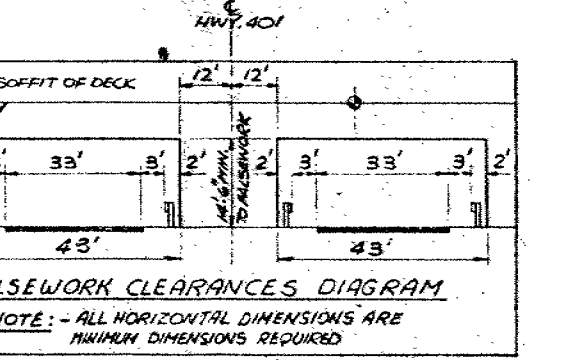 ℄
HWY. 401
12' 12'
SOFFIT OF DECK
33' 3' 2' 2' 3' 33' 3' 2'
14'-6" MIN.
TO FALSEWORK
43' 43'
LSEWORK CLEARANCES DIAGRAM
NOTE: - ALL HORIZONTAL DIMENSIONS ARE
MINIMUM DIMENSIONS REQUIRED